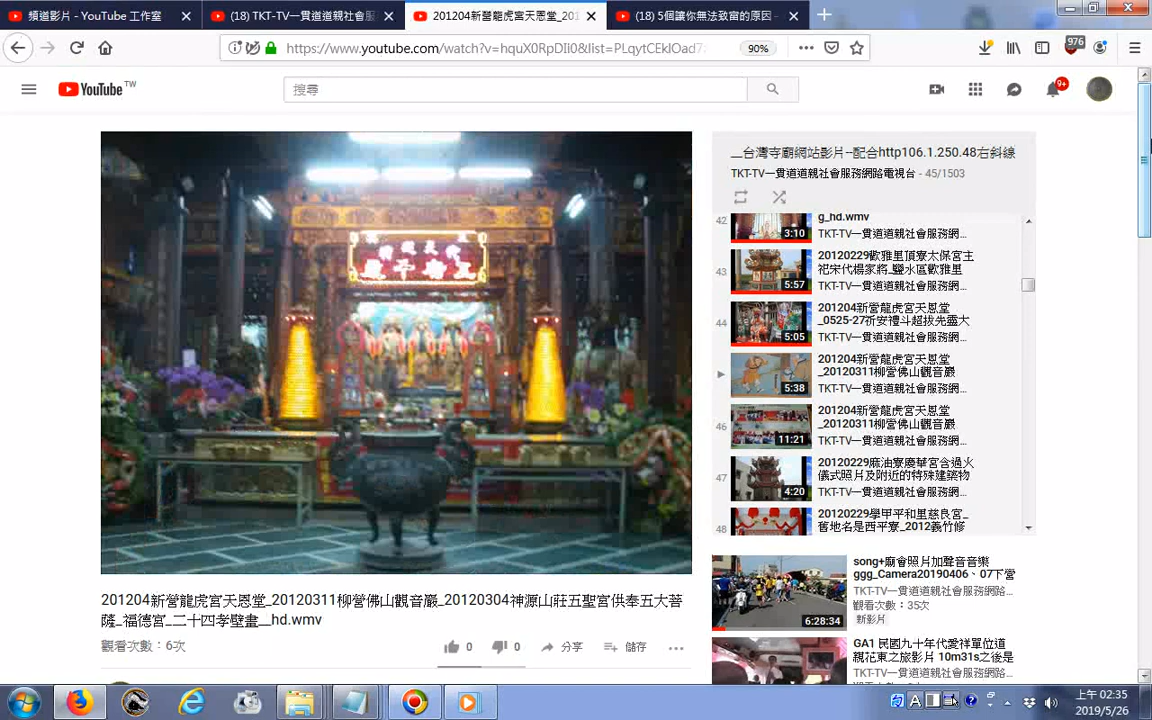 頻道影片 - YouTube 工作室
(18) TKT-TV一貫道道親社會服
201204新營龍虎宮天恩堂_201
(18) 5個讓你無法致富的原因 -
https://www.youtube.com/watch?v=hquX0RpDIi0&list=PLqytCEklOad7
90%
976
YouTube TW
搜尋
9+
__台灣寺廟網站影片--配合http106.1.250.48右斜線
TKT-TV一貫道道親社會服務網路電視台 - 45/1503
42
g_hd.wmv
TKT-TV一貫道道親社會服務網...
3:10
43
20120229歡雅里頂寮太保宮主
祀宋代楊家將_鹽水區歡雅里
TKT-TV一貫道道親社會服務網...
5:57
44
201204新營龍虎宮天恩堂
_0525-27祈安禮斗超拔先靈大
TKT-TV一貫道道親社會服務網...
5:05
201204新營龍虎宮天恩堂
_20120311柳營佛山觀音巖
TKT-TV一貫道道親社會服務網...
5:38
46
201204新營龍虎宮天恩堂
_20120311柳營佛山觀音巖
TKT-TV一貫道道親社會服務網...
11:21
47
20120229麻油寮慶華宮含過火
儀式照片及附近的特殊建築物
TKT-TV一貫道道親社會服務網...
4:20
48
20120229學甲平和里慈良宮_
舊地名是西平寮_2012義竹修
song+廟會照片加聲音音樂
ggg_Camera20190406、07下營
TKT-TV一貫道道親社會服務網路...
觀看次數：35次
新影片
6:28:34
GA1 民國九十年代愛祥單位道
親花東之旅影片 10m31s之後是
TKT-TV一貫道道親社會服務網路...
201204新營龍虎宮天恩堂_20120311柳營佛山觀音巖_20120304神源山莊五聖宮供奉五大菩
薩_福德宮_二十四孝壁畫__hd.wmv
觀看次數：6次
0
0
分享
儲存
上午 02:35
2019/5/26